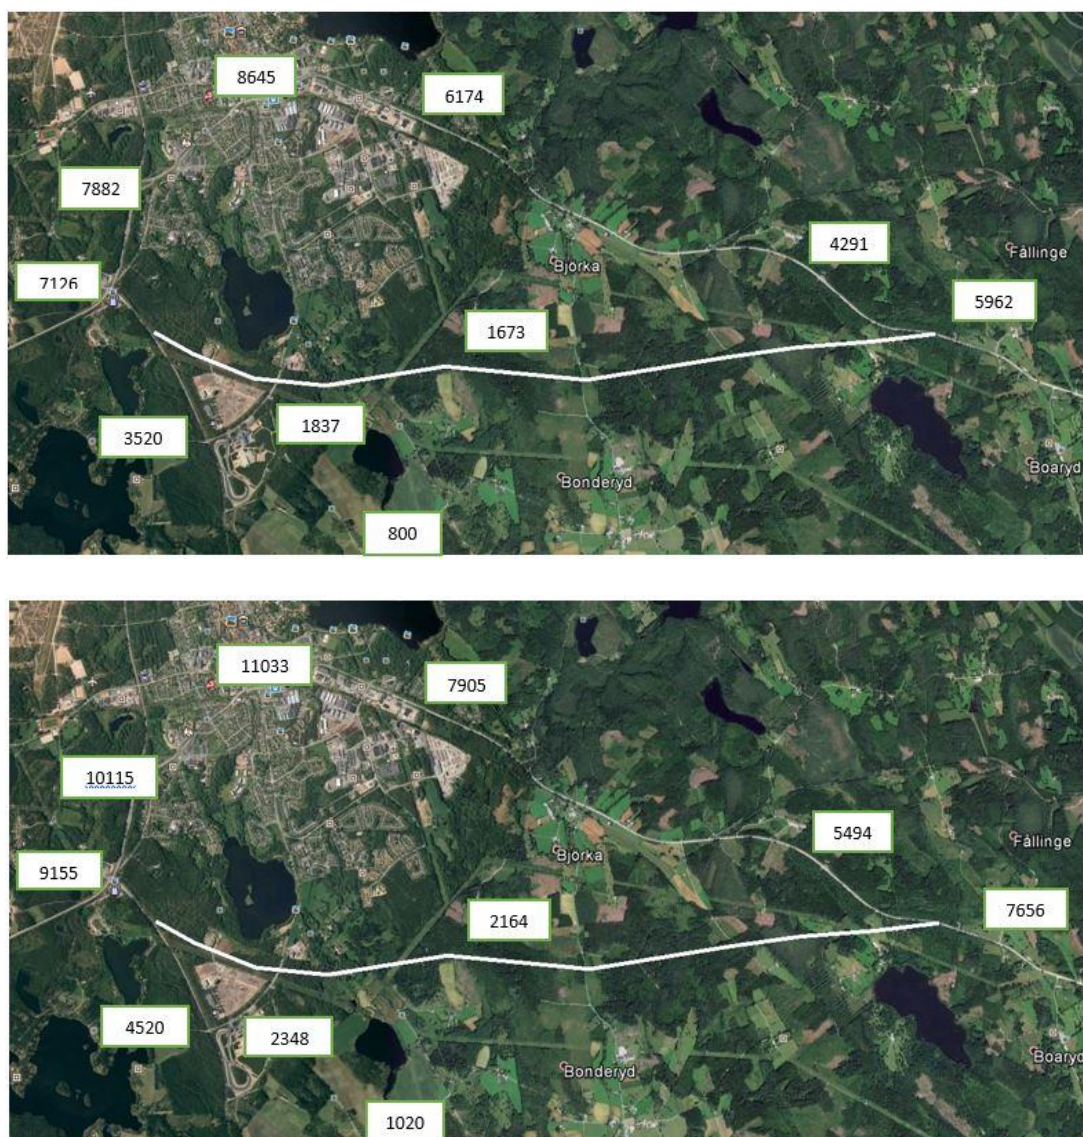 8645
6174
7882
4291
Fållinge
Björka
7126
5962
1673
3520
1837
Boaryd
Bonderyd
800
11033
7905
10115
5494
Fållinge
Björka
9155
2164
7656
4520
2348
Boaryd
Bonderyd
1020